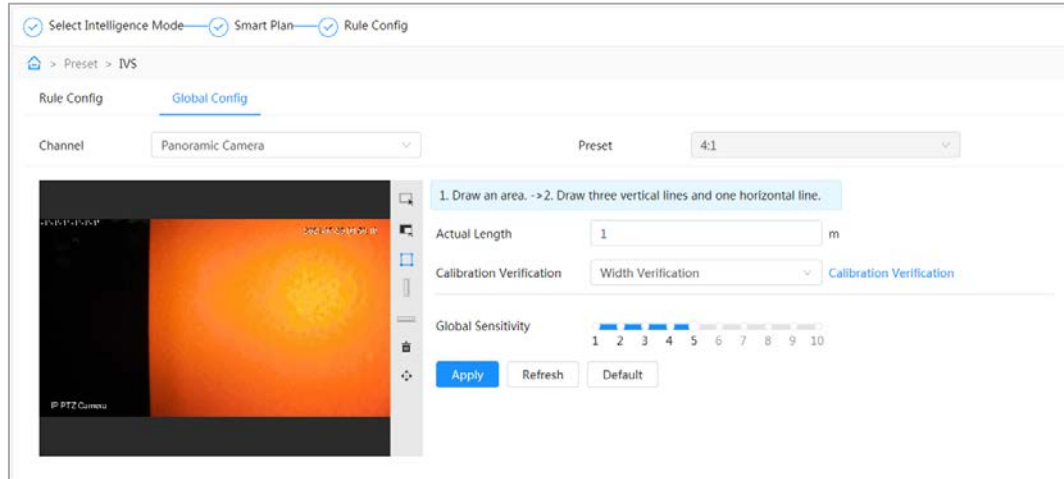 Select Intelligence Mode Smart Plan Rule Config
> Preset > IVS
Rule Config Global Config
Channel Panoramic Camera Preset 4:1
1. Draw an area. ->2. Draw three vertical lines and one horizontal line.
Actual Length 1 m
Calibration Verification Width Verification Calibration Verification
Global Sensitivity
1 2 3 4 5 6 7 8 9 10
Apply Refresh Default
IP PTZ Camera